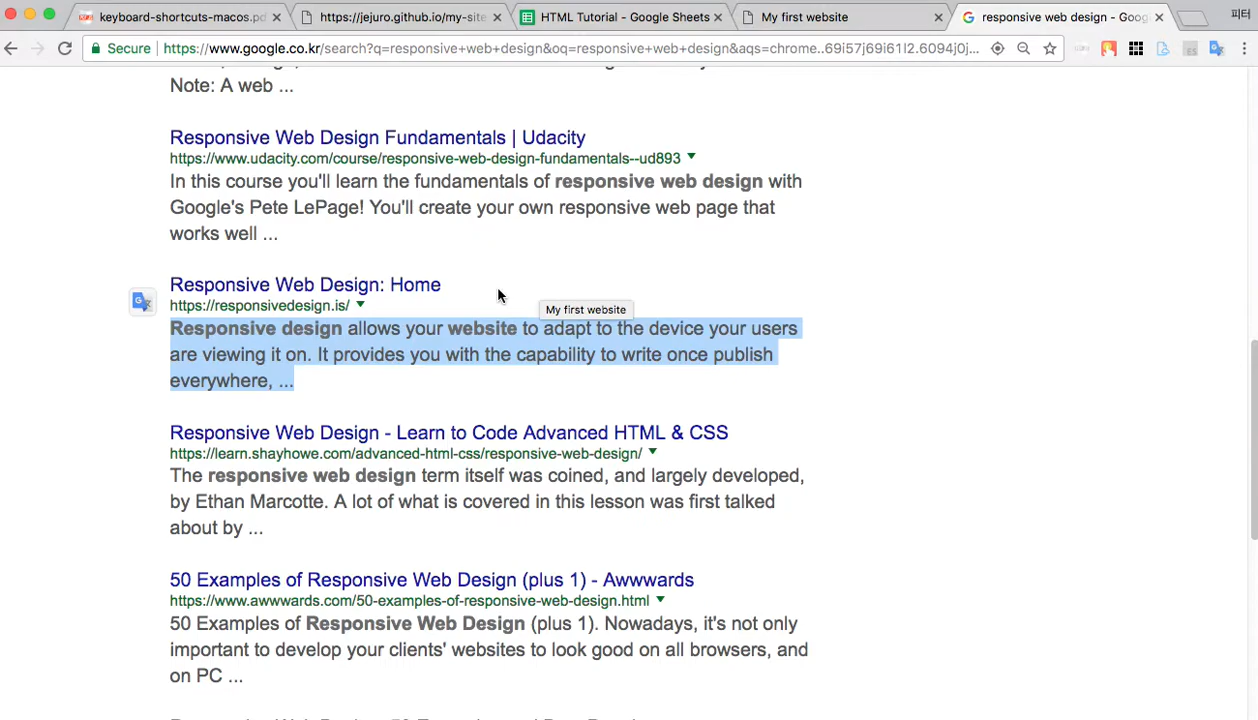 keyboard-shortcuts-macos.pd
https://jejuro.github.io/my-site
HTML Tutorial - Google Sheets
My first website
responsive web design - Goog
피터
Secure
https://www.google.co.kr/search?q=responsive+web+design&oq=responsive+web+design&aqs=chrome..69i57j69i61l2.6094j0j...
Note: A web ...
Responsive Web Design Fundamentals | Udacity
https://www.udacity.com/course/responsive-web-design-fundamentals--ud893
In this course you'll learn the fundamentals of responsive web design with
Google's Pete LePage! You'll create your own responsive web page that
works well ...
Responsive Web Design: Home
https://responsivedesign.is/
My first website
Responsive design allows your website to adapt to the device your users
are viewing it on. It provides you with the capability to write once publish
everywhere, ...
Responsive Web Design - Learn to Code Advanced HTML & CSS
https://learn.shayhowe.com/advanced-html-css/responsive-web-design/
The responsive web design term itself was coined, and largely developed,
by Ethan Marcotte. A lot of what is covered in this lesson was first talked
about by ...
50 Examples of Responsive Web Design (plus 1) - Awwwards
https://www.awwwards.com/50-examples-of-responsive-web-design.html
50 Examples of Responsive Web Design (plus 1). Nowadays, it's not only
important to develop your clients' websites to look good on all browsers, and
on PC ...